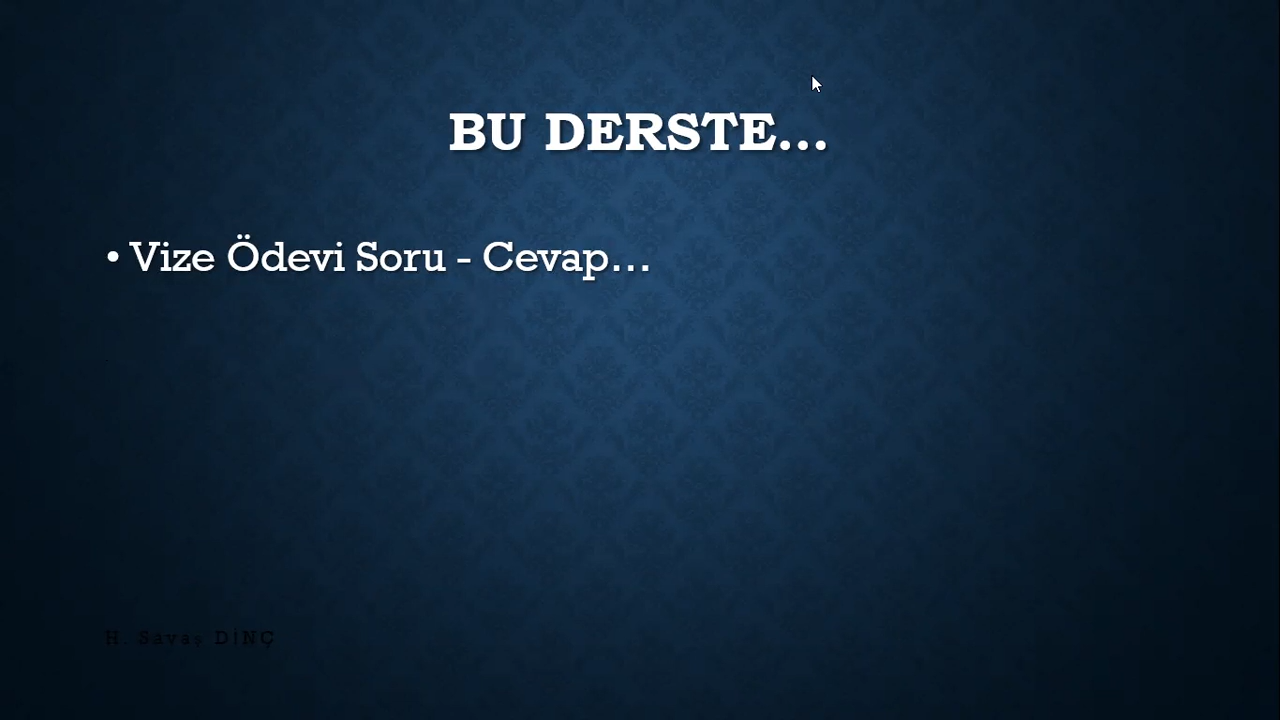 BU DERSTE...
• Vize Ödevi Soru - Cevap...
H. Savaş DİNÇ